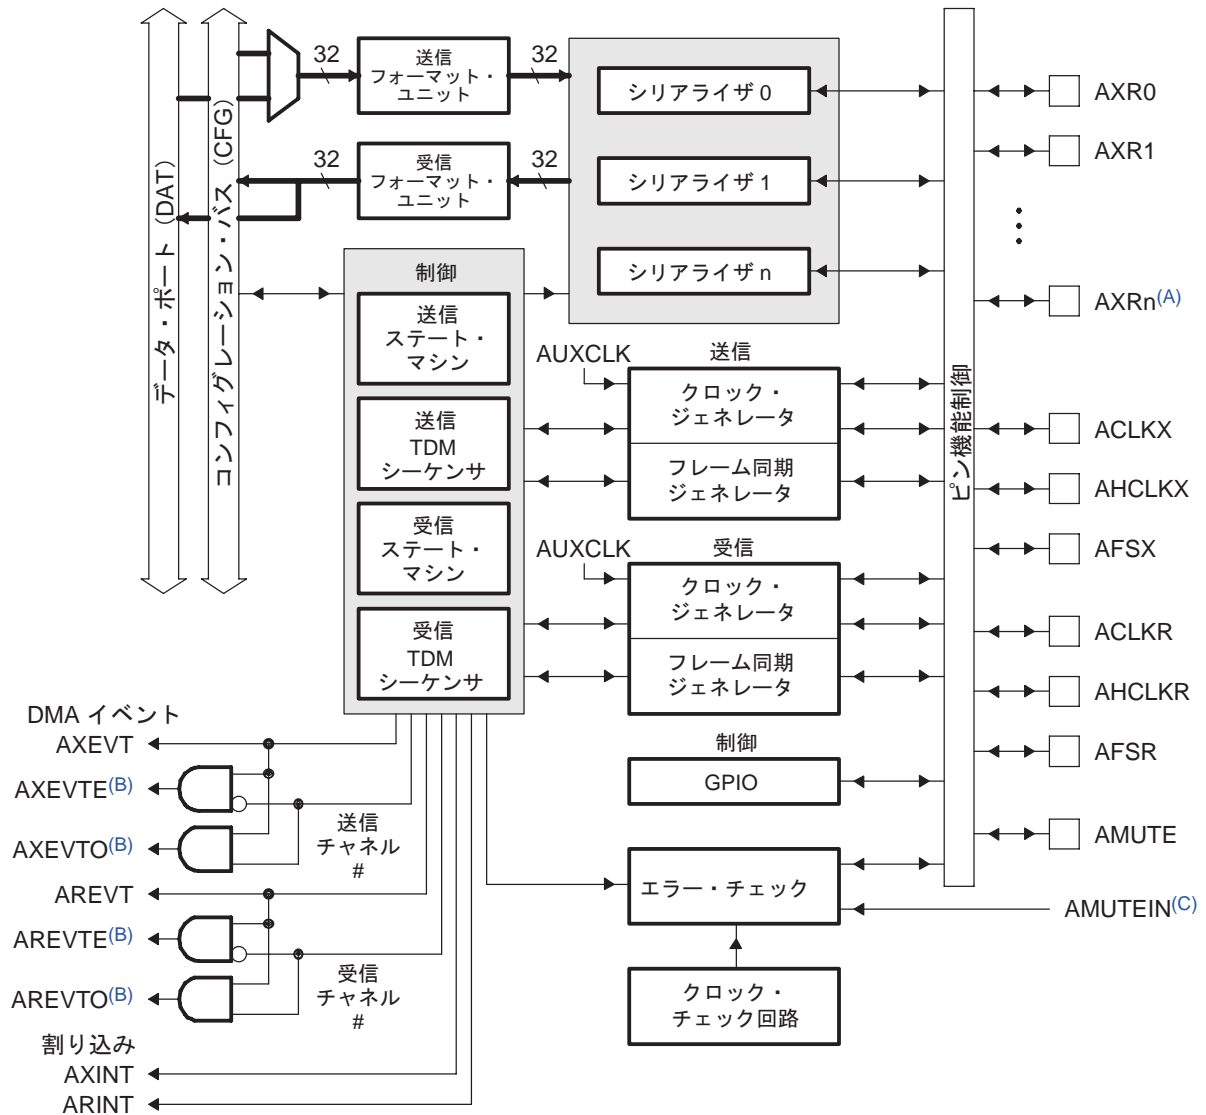 データ・ポート (DAT)
コンフィグレーション・バス (CFG)
32
送信
フォーマット・
ユニット
32
32
受信
フォーマット・
ユニット
32
シリアライザ 0
シリアライザ 1
シリアライザ n
制御
送信
ステート・
マシン
送信
TDM
シーケンサ
受信
ステート・
マシン
受信
TDM
シーケンサ
AUXCLK
送信
クロック・
ジェネレータ
フレーム同期
ジェネレータ
AUXCLK
受信
クロック・
ジェネレータ
フレーム同期
ジェネレータ
制御
GPIO
エラー・チェック
クロック・
チェック回路
ピン機能制御
AXR0
AXR1
AXRn(A)
ACLKX
AHCLKX
AFSX
ACLKR
AHCLKR
AFSR
AMUTE
AMUTEIN(C)
DMA イベント
AXEVT
AXEVTE(B)
AXEVTO(B)
送信
チャネル
#
AREVT
AREVTE(B)
AREVTO(B)
受信
チャネル
#
割り込み
AXINT
ARINT